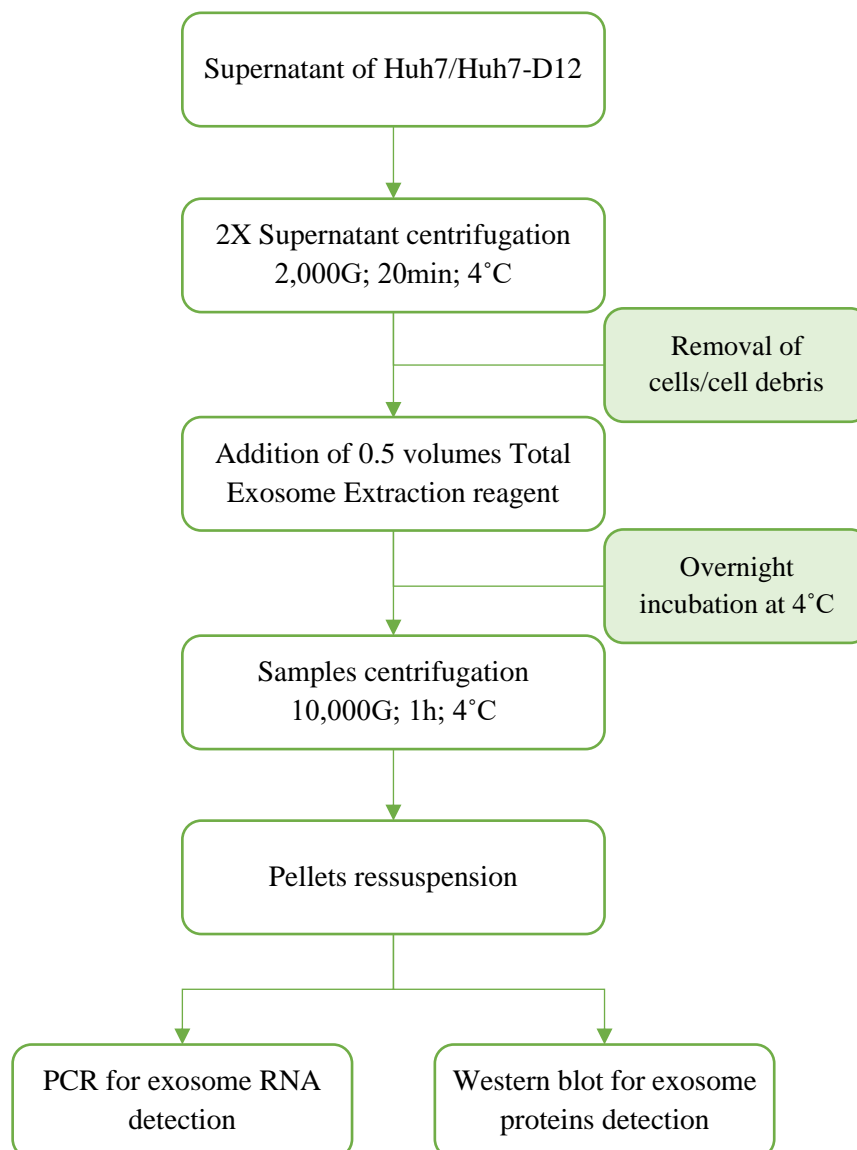 Supernatant of Huh7/Huh7-D12
2X Supernatant centrifugation
2,000G; 20min; 4˚C
Removal of
cells/cell debris
Addition of 0.5 volumes Total
Exosome Extraction reagent
Overnight
incubation at 4˚C
Samples centrifugation
10,000G; 1h; 4˚C
Pellets ressuspension
PCR for exosome RNA
detection
Western blot for exosome
proteins detection